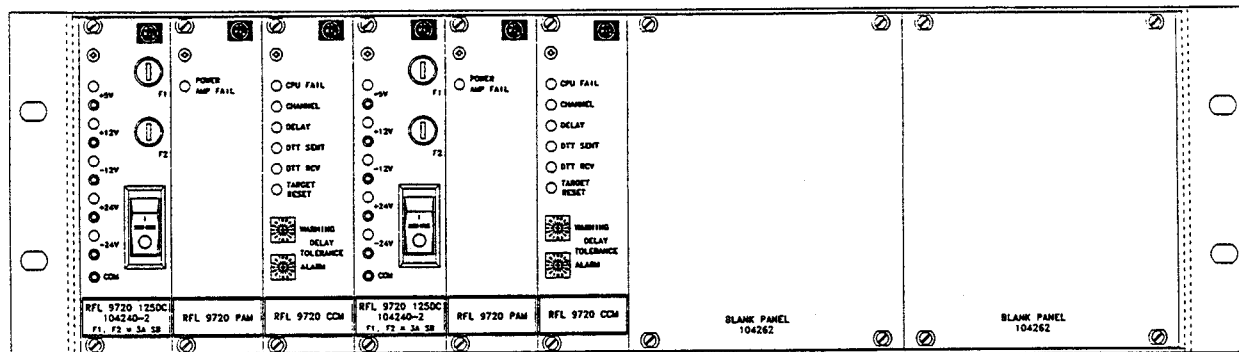 +5V
+12V
-12V
+24V
-24V
COM
F1
F2
RFL 9720 125DC
104240-2
F1, F2 = 3A SB
POWER
AMP FAIL
RFL 9720 PAM
CPU FAIL
CHANNEL
DELAY
DTT SENT
DTT RCV
TARGET
RESET
WARNING
DELAY
TOLERANCE
ALARM
RFL 9720 CCM
+5V
+12V
-12V
+24V
-24V
COM
F1
F2
RFL 9720 125DC
104240-2
F1, F2 = 3A SB
POWER
AMP FAIL
RFL 9720 PAM
CPU FAIL
CHANNEL
DELAY
DTT SENT
DTT RCV
TARGET
RESET
WARNING
DELAY
TOLERANCE
ALARM
RFL 9720 CCM
BLANK PANEL
104262
BLANK PANEL
104262